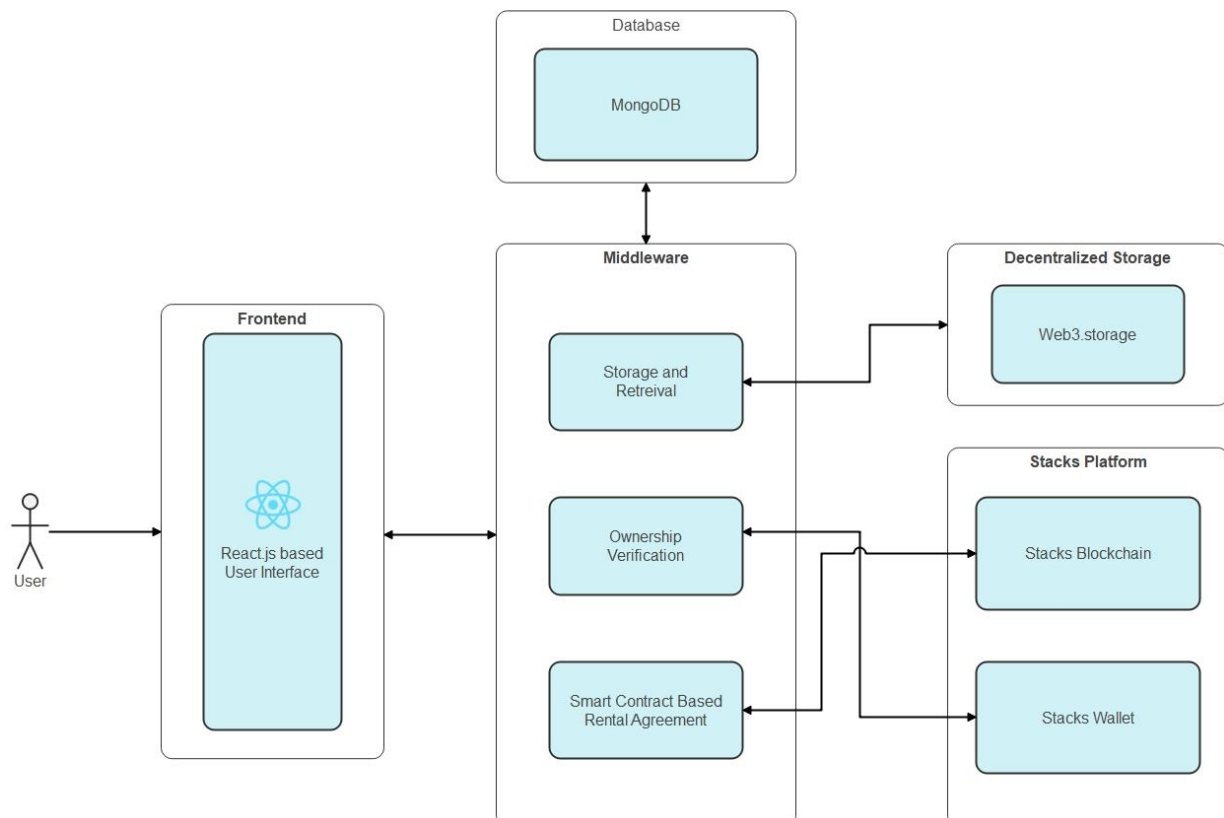 Database
MongoDB
Middleware
Decentralized Storage
Web3.storage
Storage and
Retreival
Frontend
React.js based
User Interface
User
Ownership
Verification
Smart Contract Based
Rental Agreement
Stacks Platform
Stacks Blockchain
Stacks Wallet